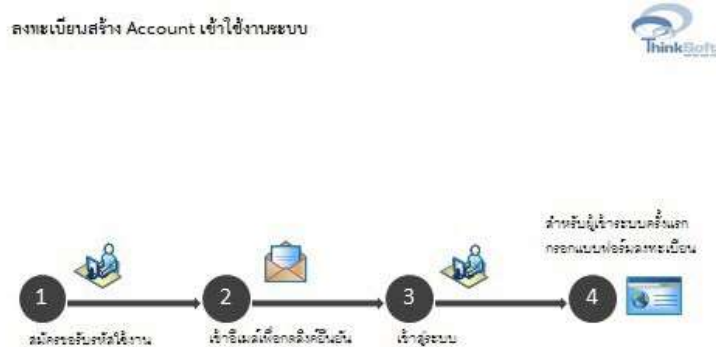 ลงทะเบียนสร้าง Account เข้าใช้งานระบบ
ThinkSoft
สำหรับผู้เข้าระบบครั้งแรก
กรอกแบบฟอร์มลงทะเบียน
1
2
3
4
สมัครขอรับรหัสใช้งาน
เข้าอีเมล์เพื่อกดลิงค์ยืนยัน
เข้าสู่ระบบ